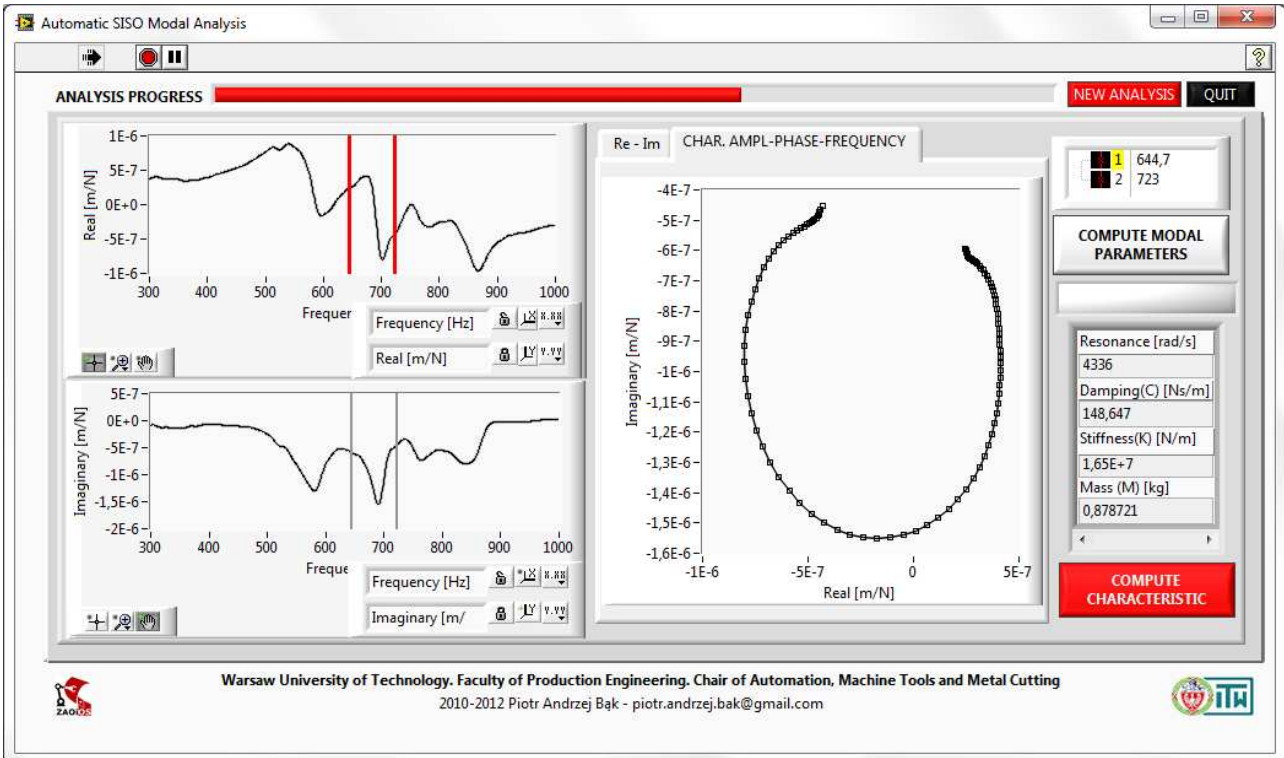 Automatic SISO Modal Analysis
ANALYSIS PROGRESS
NEW ANALYSIS
QUIT
1E-6
5E-7
0E+0
-5E-7
-1E-6
Real [m/N]
300 400 500 600 700 800 900 1000
Frequer
Frequency [Hz]
Real [m/N]
5E-7
0E+0
-5E-7
-1E-6
-1,5E-6
-2E-6
Imaginary [m/N]
300 400 500 600 700 800 900 1000
Freque
Frequency [Hz]
Imaginary [m/
Re - Im
CHAR. AMPL-PHASE-FREQUENCY
-4E-7
-5E-7
-6E-7
-7E-7
-8E-7
-9E-7
-1E-6
-1,1E-6
-1,2E-6
-1,3E-6
-1,4E-6
-1,5E-6
-1,6E-6
Imaginary [m/N]
-1E-6 -5E-7 0 5E-7
Real [m/N]
1 644,7
2 723
COMPUTE MODAL
PARAMETERS
Resonance [rad/s]
4336
Damping(C) [Ns/m]
148,647
Stiffness(K) [N/m]
1,65E+7
Mass (M) [kg]
0,878721
COMPUTE
CHARACTERISTIC
Warsaw University of Technology. Faculty of Production Engineering. Chair of Automation, Machine Tools and Metal Cutting
2010-2012 Piotr Andrzej Bąk - piotr.andrzej.bak@gmail.com
ZAOIOS
iTW